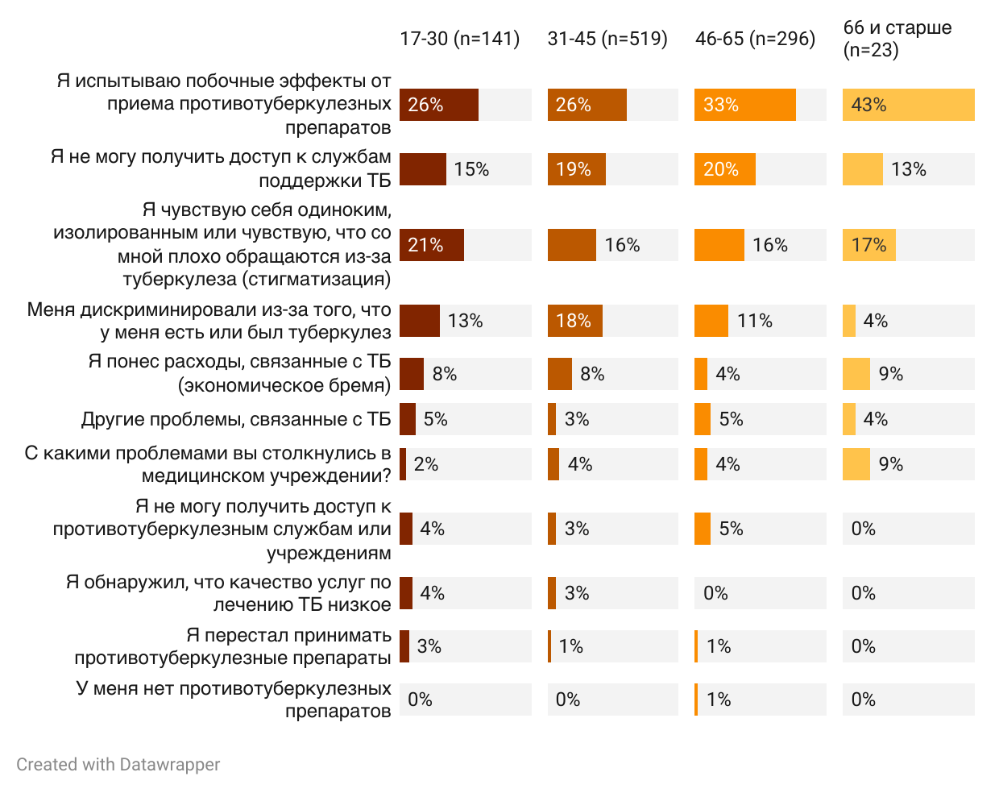 17-30 (n=141)
31-45 (n=519)
46-65 (n=296)
66 и старше
(n=23)
Я испытываю побочные эффекты от
приема противотуберкулезных
препаратов
26%
26%
33%
43%
Я не могу получить доступ к службам
поддержки ТБ
15%
19%
20%
13%
Я чувствую себя одиноким,
изолированным или чувствую, что со
мной плохо обращаются из-за
туберкулеза (стигматизация)
21%
16%
16%
17%
Меня дискриминировали из-за того, что
у меня есть или был туберкулез
13%
18%
11%
4%
Я понес расходы, связанные с ТБ
(экономическое бремя)
8%
8%
4%
9%
Другие проблемы, связанные с ТБ
5%
3%
5%
4%
С какими проблемами вы столкнулись в
медицинском учреждении?
2%
4%
4%
9%
Я не могу получить доступ к
противотуберкулезным службам или
учреждениям
4%
3%
5%
0%
Я обнаружил, что качество услуг по
лечению ТБ низкое
4%
3%
0%
0%
Я перестал принимать
противотуберкулезные препараты
3%
1%
1%
0%
У меня нет противотуберкулезных
препаратов
0%
0%
1%
0%
Created with Datawrapper